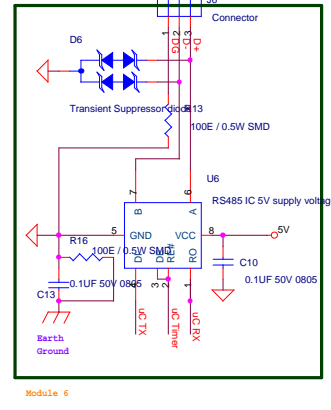 J6
Connector
1
2
3
DG
D-
D+
D6
Transient Suppressor diode
R13
100E / 0.5W SMD
7
6
U6
RS485 IC 5V supply voltag
B
A
5
GND
VCC
8
5V
R16
100E / 0.5W SMD
DI
DE
RE#
RO
4
3
2
1
C10
0.1UF 50V 0805
C13
0.1UF 50V 0805
uC TX
uC Timer
uC RX
Earth
Ground
Module 6